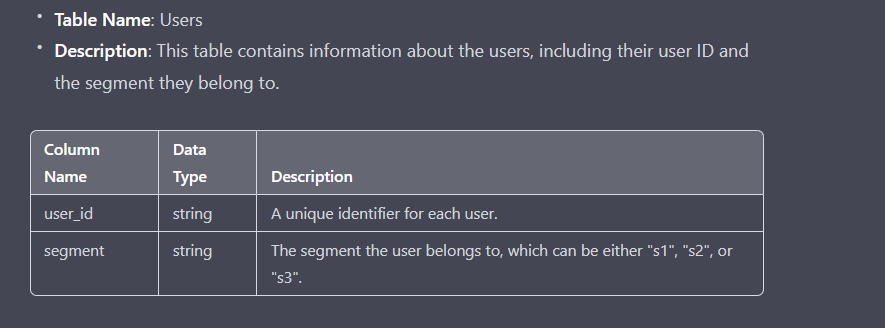 • Table Name: Users
• Description: This table contains information about the users, including their user ID and
the segment they belong to.
Column Name Data Type Description
user_id string A unique identifier for each user.
segment string The segment the user belongs to, which can be either "s1", "s2", or
"s3".